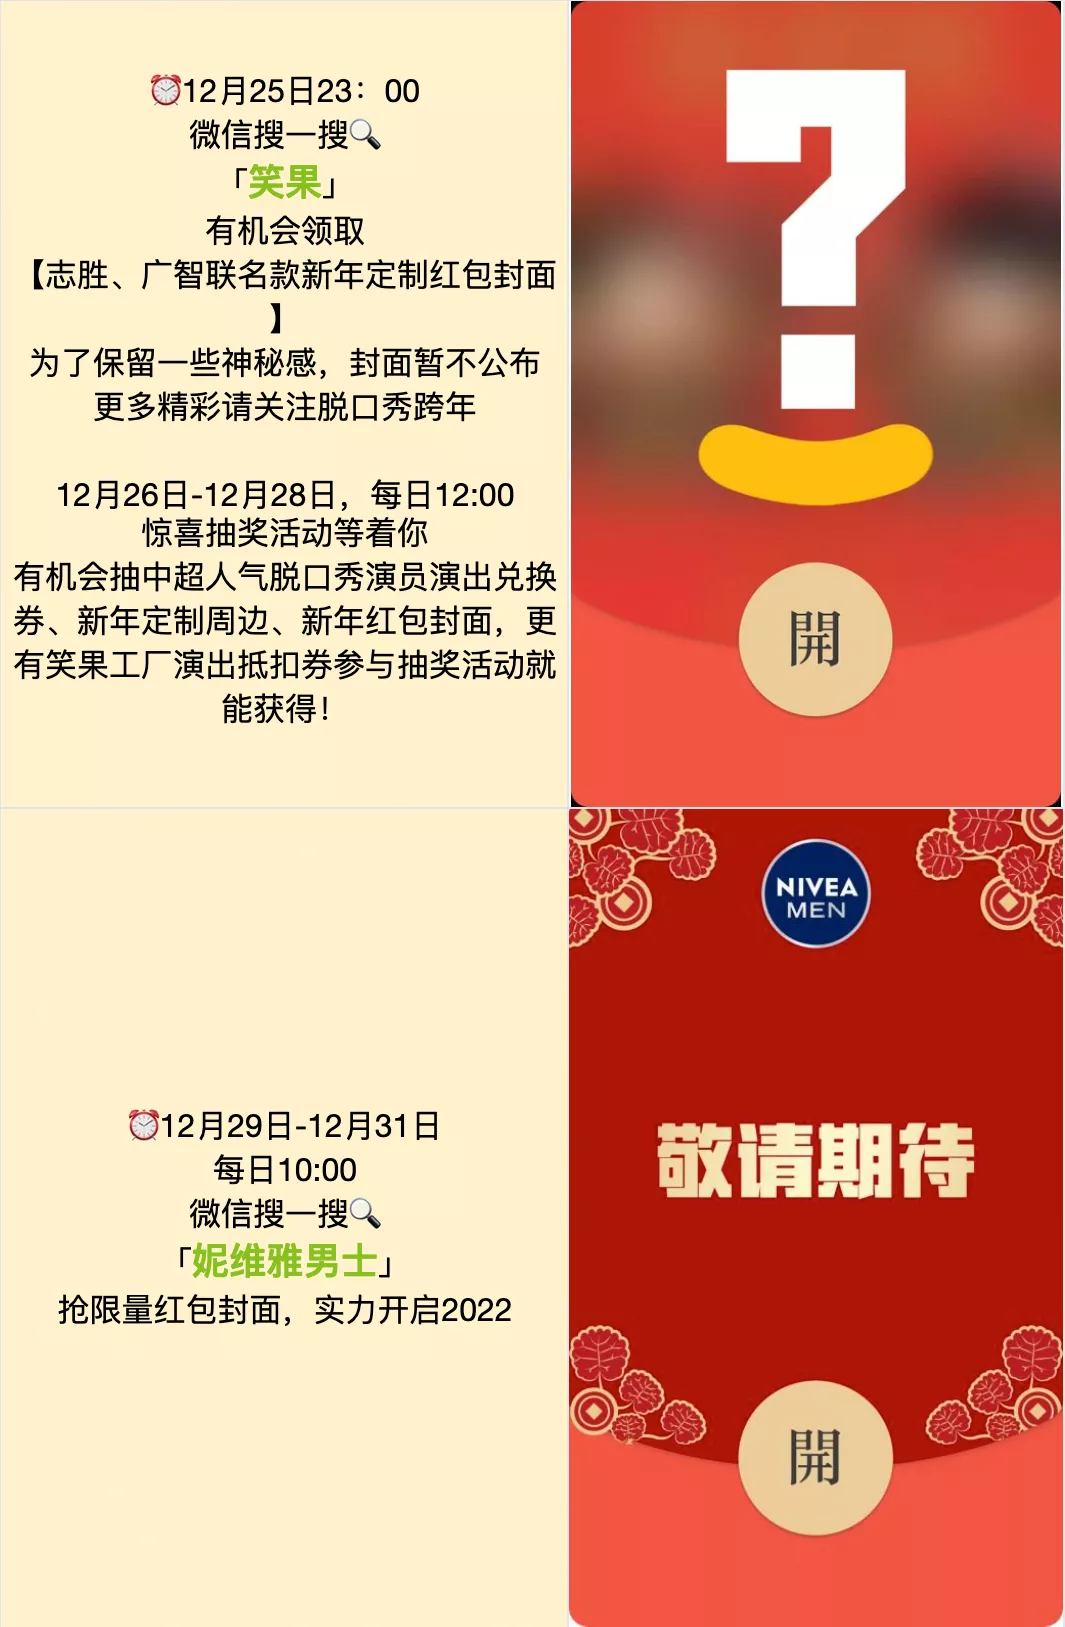 ⏰12月25日23：00
微信搜一搜🔍
「笑果」
有机会领取
【志胜、广智联名款新年定制红包封面
】
为了保留一些神秘感，封面暂不公布
更多精彩请关注脱口秀跨年
12月26日-12月28日，每日12:00
惊喜抽奖活动等着你
有机会抽中超人气脱口秀演员演出兑换
券、新年定制周边、新年红包封面，更
有笑果工厂演出抵扣券参与抽奖活动就
能获得！
?
開
⏰12月29日-12月31日
每日10:00
微信搜一搜🔍
「妮维雅男士」
抢限量红包封面，实力开启2022
NIVEA
MEN
敬请期待
開